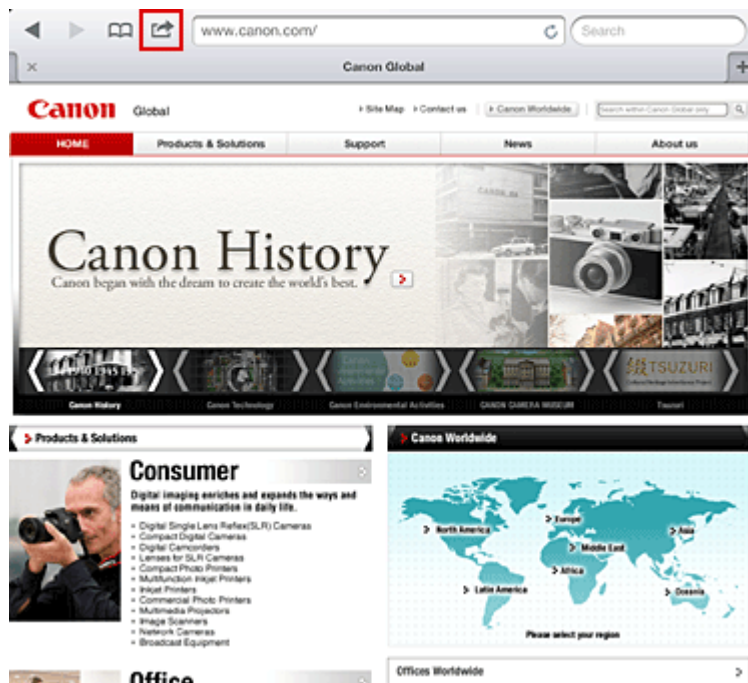 www.canon.com/
Search
Canon Global
Canon Global
Site Map Contact us Canon Worldwide Search within Canon Global only
HOME Products & Solutions Support News About us
Canon History
Canon began with the dream to create the world's best.
Canon History Canon Technology Canon Environmental Activities CANON CAMERA MUSEUM Tsuzuri
TSUZURI
Products & Solutions
Consumer
Digital imaging enriches and expands the ways and
means of communication in daily life.
Digital Single Lens Reflex(SLR) Cameras
Compact Digital Cameras
Digital Camcorders
Lenses for SLR Cameras
Compact Photo Printers
Multifunction Inkjet Printers
Inkjet Printers
Commercial Photo Printers
Multimedia Projectors
Image Scanners
Network Cameras
Broadcast Equipment
Office
Canon Worldwide
North America
Europe
Asia
Middle East
Africa
Latin America
Oceania
Please select your region
Offices Worldwide